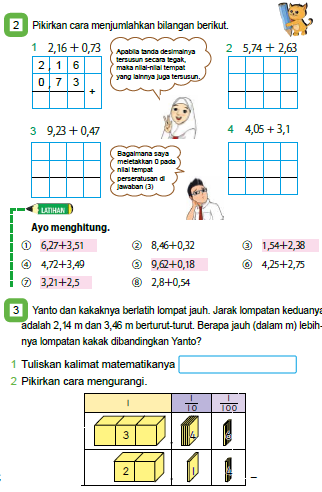 2 Pikirkan cara menjumlahkan bilangan berikut.
1 2,16 + 0,73
2,16
0,73
+
Apabila tanda desimalnya
tersusun secara tegak,
maka nilai-nilai tempat
yang lainnya juga tersusun.
2 5,74 + 2,63
3 9,23 + 0,47
Bagaimana saya
meletakkan 0 pada
nilai tempat
perseratusan di
jawaban (3)
4 4,05 + 3,1
LATIHAN
Ayo menghitung.
① 6,27+3,51 ② 8,46+0,32 ③ 1,54+2,38
④ 4,72+3,49 ⑤ 9,62+0,18 ⑥ 4,25+2,75
⑦ 3,21+2,5 ⑧ 2,8+0,54
3 Yanto dan kakaknya berlatih lompat jauh. Jarak lompatan keduanya
adalah 2,14 m dan 3,46 m berturut-turut. Berapa jauh (dalam m) lebih-
nya lompatan kakak dibandingkan Yanto?
1 Tuliskan kalimat matematikanya
2 Pikirkan cara mengurangi.
1 1/10 1/100
3 , 4 6
2 , 1 4 –